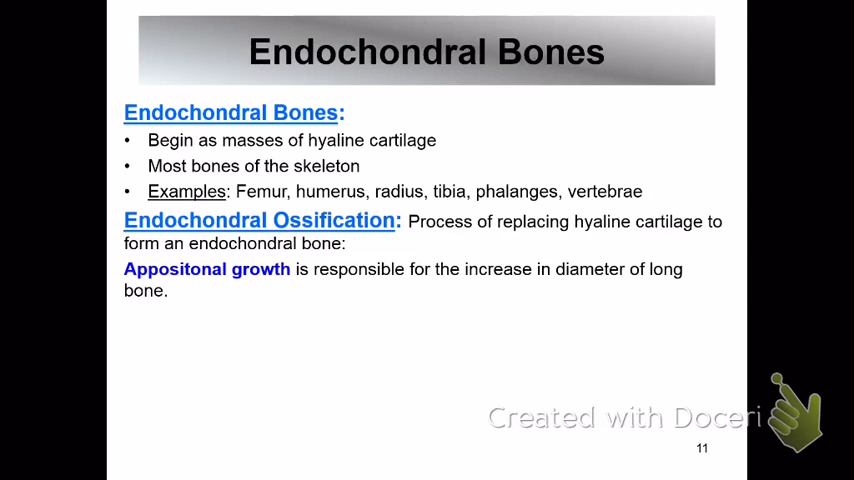 Endochondral Bones
Endochondral Bones:
• Begin as masses of hyaline cartilage
• Most bones of the skeleton
• Examples: Femur, humerus, radius, tibia, phalanges, vertebrae
Endochondral Ossification: Process of replacing hyaline cartilage to
form an endochondral bone:
Appositonal growth is responsible for the increase in diameter of long
bone.
Created with Doceri
11